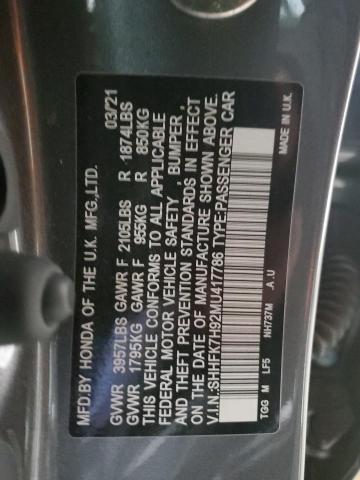 MFD.BY HONDA OF THE U.K. MFG.,LTD. 03/21
GVWR 3957LBS GAWR F 2105LBS R 1874LBS
GVWR 1795KG GAWR F 955KG R 850KG
THIS VEHICLE CONFORMS TO ALL APPLICABLE
FEDERAL MOTOR VEHICLE SAFETY , BUMPER ,
AND THEFT PREVENTION STANDARDS IN EFFECT
ON THE DATE OF MANUFACTURE SHOWN ABOVE.
V.I.N.:SHHFK7H92MU417786 TYPE:PASSENGER CAR
TGG M LF5 NH737M A U MADE IN U.K.